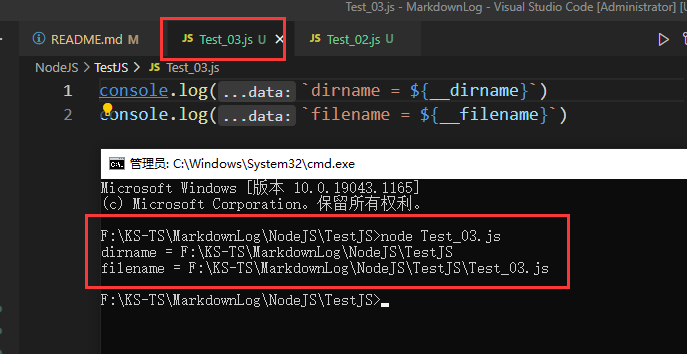 Test_03.js - MarkdownLog - Visual Studio Code [Administrator]
README.md M JS Test_03.js U JS Test_02.js U
NodeJS > TestJS > JS Test_03.js
1 console.log(...data: `dirname = ${__dirname}`)
2 console.log(...data: `filename = ${__filename}`)
管理员: C:\Windows\System32\cmd.exe
Microsoft Windows [版本 10.0.19043.1165]
(c) Microsoft Corporation。保留所有权利。
F:\KS-TS\MarkdownLog\NodeJS\TestJS>node Test_03.js
dirname = F:\KS-TS\MarkdownLog\NodeJS\TestJS
filename = F:\KS-TS\MarkdownLog\NodeJS\TestJS\Test_03.js
F:\KS-TS\MarkdownLog\NodeJS\TestJS>